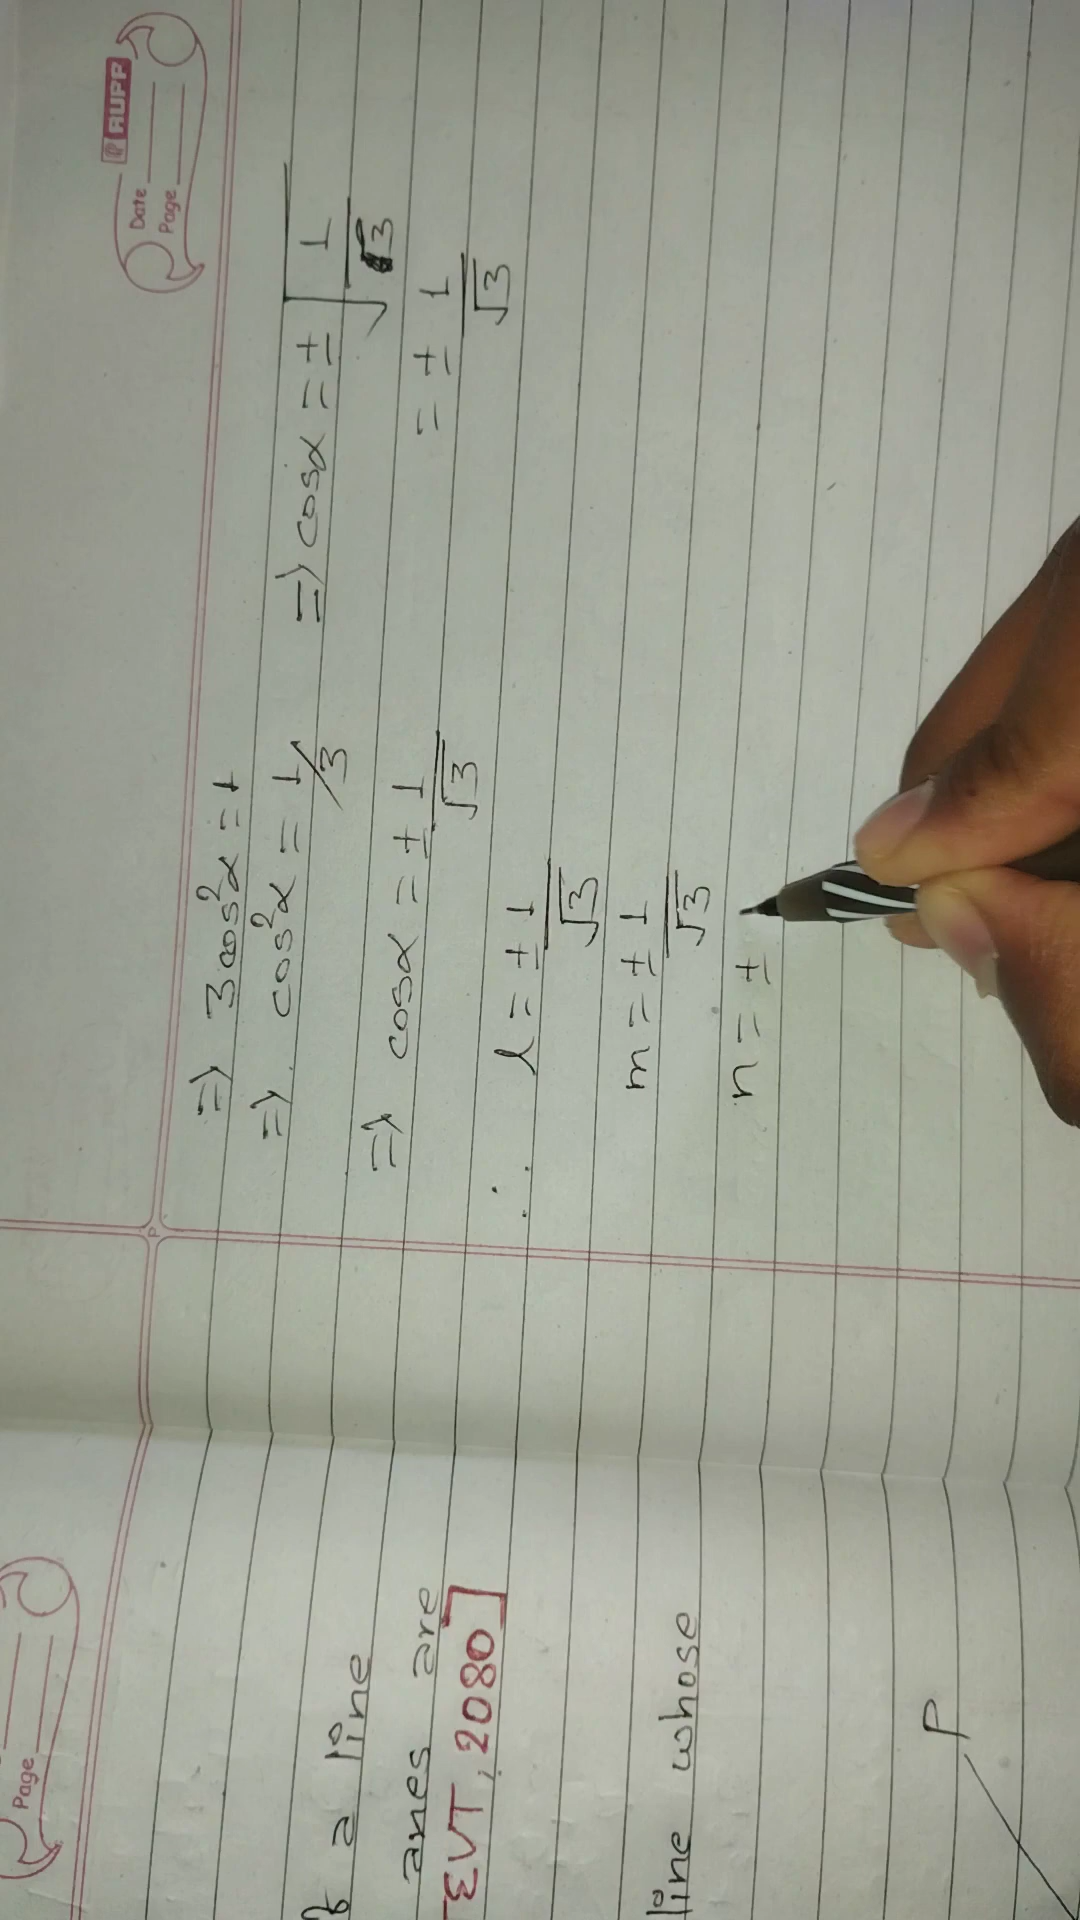 RUPP
Date
Page
⇒ 3cos²α = 1
⇒ cos²α = 1/3 ⇒ cosα = ± √(1/3)
⇒ cosα = ± 1/√3 = ± 1/√3
∴ l = ± 1/√3
m = ± 1/√3
n = ±
Page
a line
axes are
EVT, 2080]
line whose
P